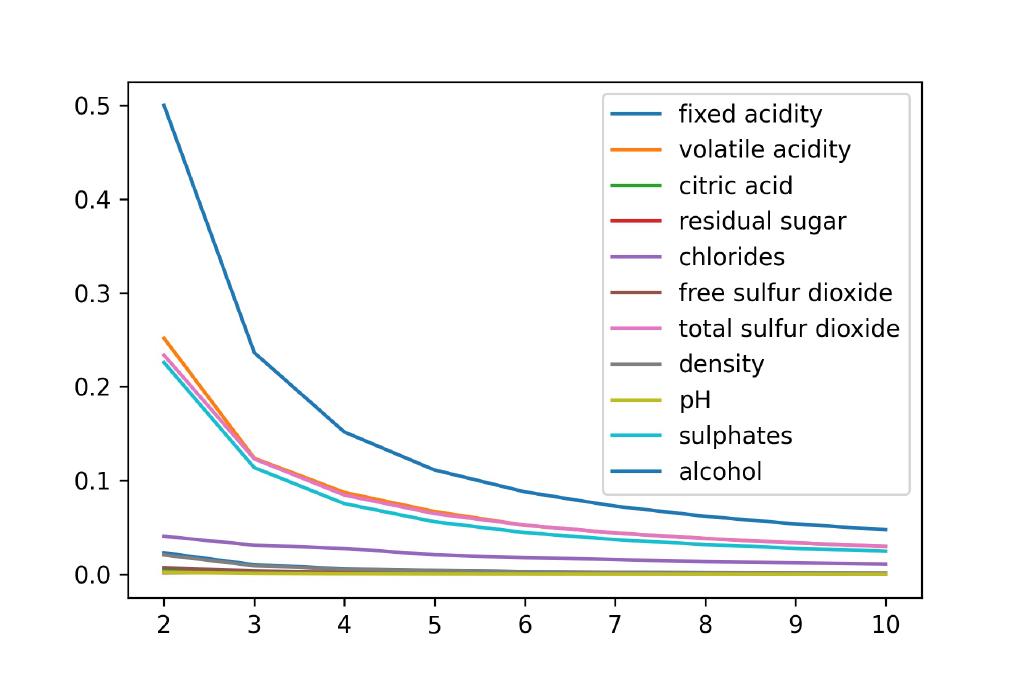 0.5
0.4
0.3
0.2
0.1
0.0
2 3 4 5 6 7 8 9 10
fixed acidity
volatile acidity
citric acid
residual sugar
chlorides
free sulfur dioxide
total sulfur dioxide
density
pH
sulphates
alcohol